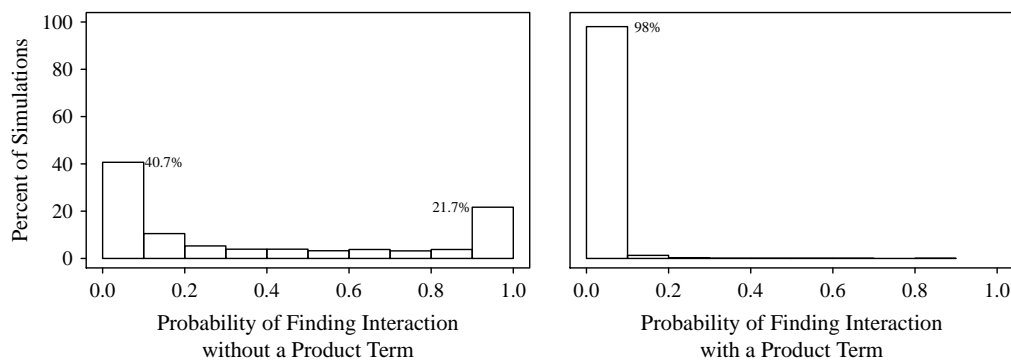 Percent of Simulations
100
80
60
40
20
0
40.7%
21.7%
0.0 0.2 0.4 0.6 0.8 1.0
Probability of Finding Interaction
without a Product Term
98%
0.0 0.2 0.4 0.6 0.8 1.0
Probability of Finding Interaction
with a Product Term